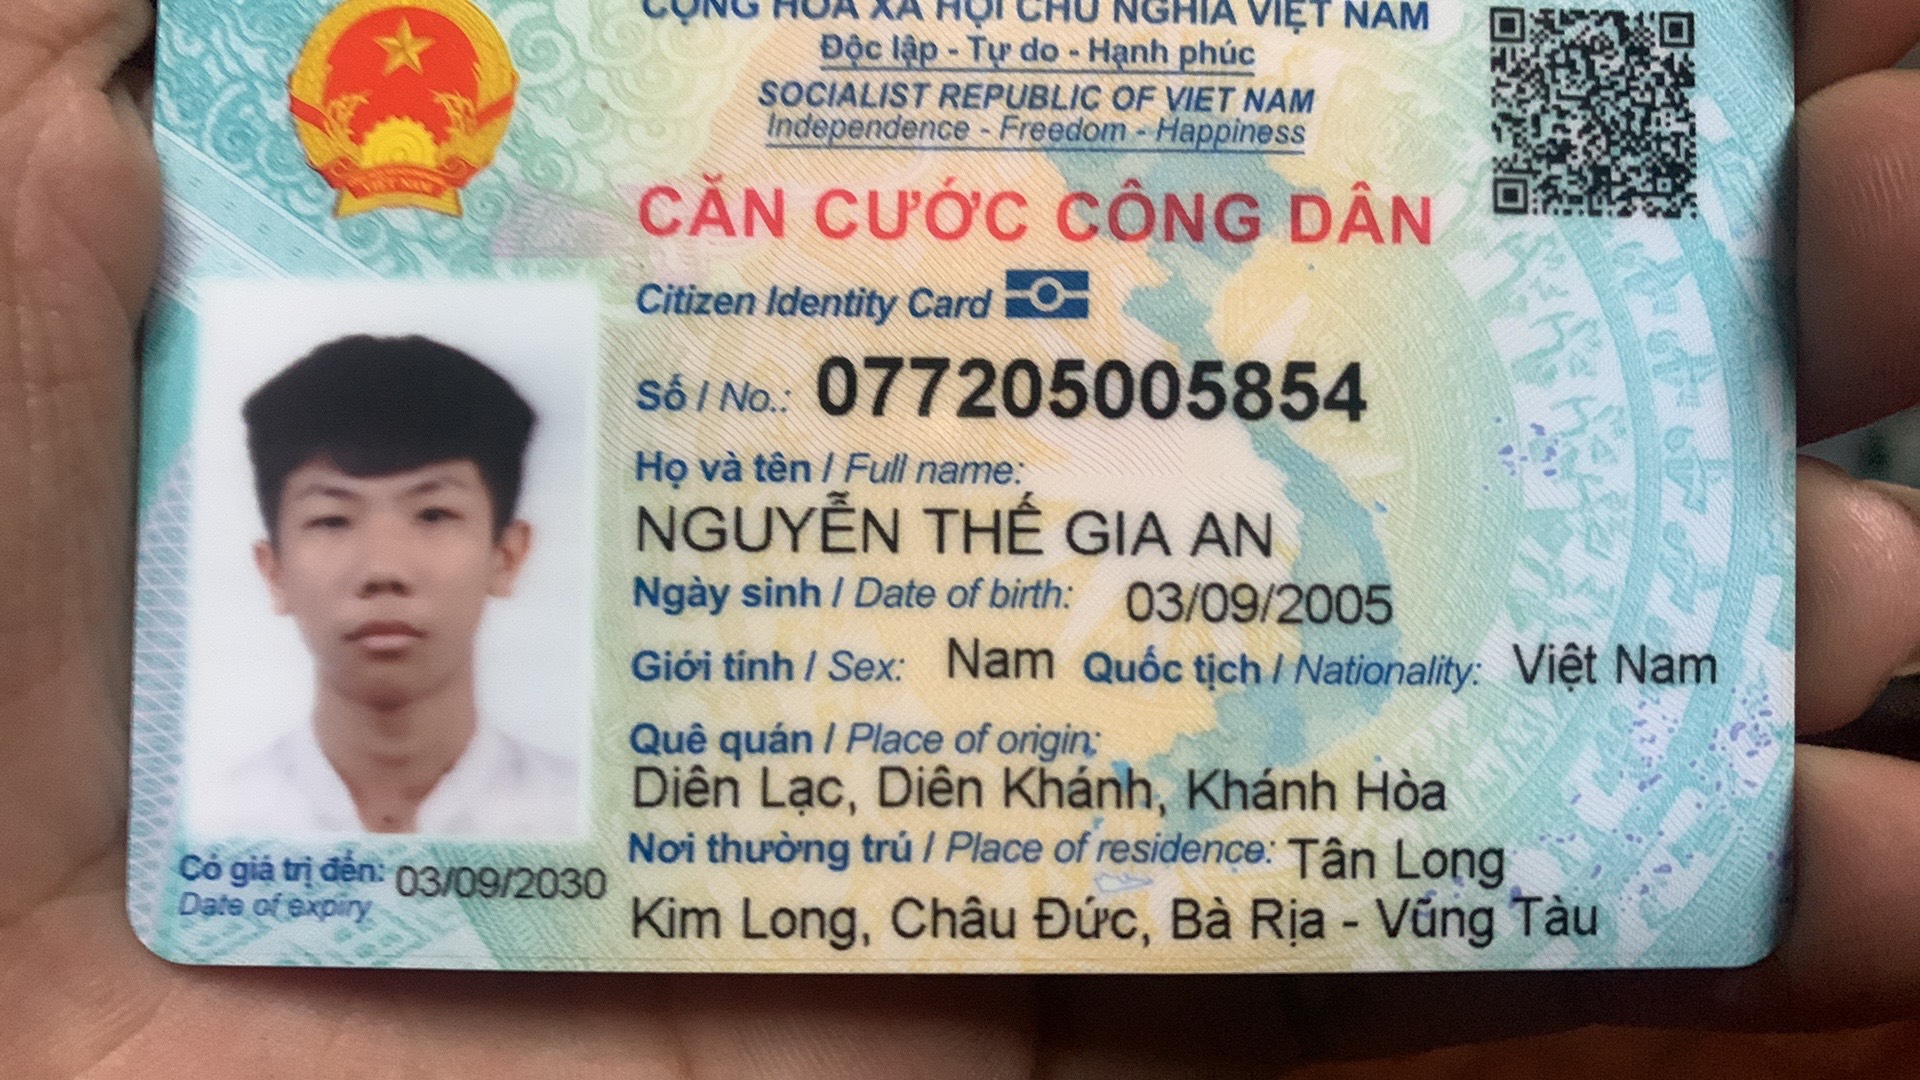 CỘNG HÒA XÃ HỘI CHỦ NGHĨA VIỆT NAM
Độc lập - Tự do - Hạnh phúc
SOCIALIST REPUBLIC OF VIET NAM
Independence - Freedom - Happiness
CĂN CƯỚC CÔNG DÂN
Citizen Identity Card
Số / No.: 077205005854
Họ và tên / Full name:
NGUYỄN THẾ GIA AN
Ngày sinh / Date of birth: 03/09/2005
Giới tính / Sex: Nam Quốc tịch / Nationality: Việt Nam
Quê quán / Place of origin:
Diên Lạc, Diên Khánh, Khánh Hòa
Nơi thường trú / Place of residence: Tân Long
Kim Long, Châu Đức, Bà Rịa - Vũng Tàu
Có giá trị đến: 03/09/2030
Date of expiry